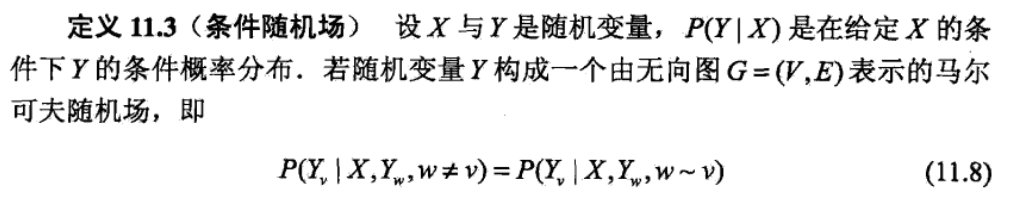 定义 11.3（条件随机场） 设 X 与 Y 是随机变量，P(Y|X) 是在给定 X 的条
件下 Y 的条件概率分布．若随机变量 Y 构成一个由无向图 G=(V,E) 表示的马尔
可夫随机场，即
P(Y_v|X,Y_w,w≠v)=P(Y_v|X,Y_w,w~v) (11.8)